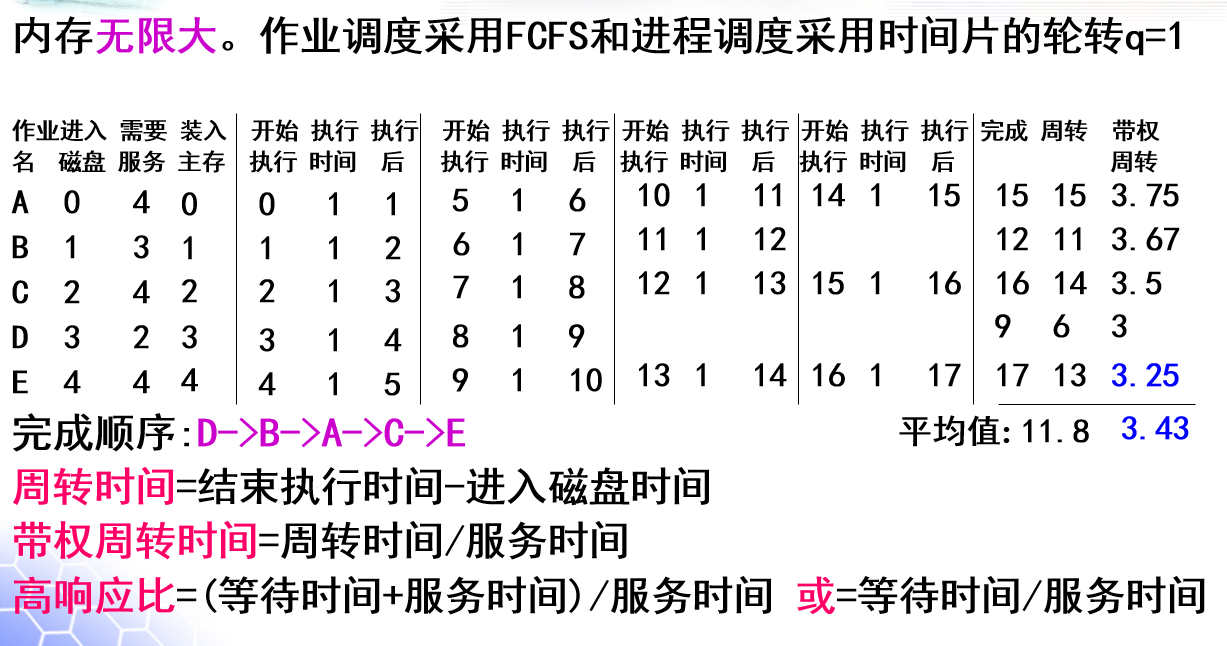 内存无限大。作业调度采用FCFS和进程调度采用时间片的轮转q=1
作业进入 需要 装入 开始 执行 执行 开始 执行 执行 开始 执行 执行 开始 执行 执行 完成 周转 带权
名 磁盘 服务 主存 执行 时间 后 执行 时间 后 执行 时间 后 执行 时间 后 周转
A 0 4 0 0 1 1 5 1 6 10 1 11 14 1 15 15 15 3.75
B 1 3 1 1 1 2 6 1 7 11 1 12 12 11 3.67
C 2 4 2 2 1 3 7 1 8 12 1 13 15 1 16 16 14 3.5
D 3 2 3 3 1 4 8 1 9 9 6 3
E 4 4 4 4 1 5 9 1 10 13 1 14 16 1 17 17 13 3.25
完成顺序:D->B->A->C->E 平均值:11.8 3.43
周转时间=结束执行时间-进入磁盘时间
带权周转时间=周转时间/服务时间
高响应比=(等待时间+服务时间)/服务时间 或=等待时间/服务时间